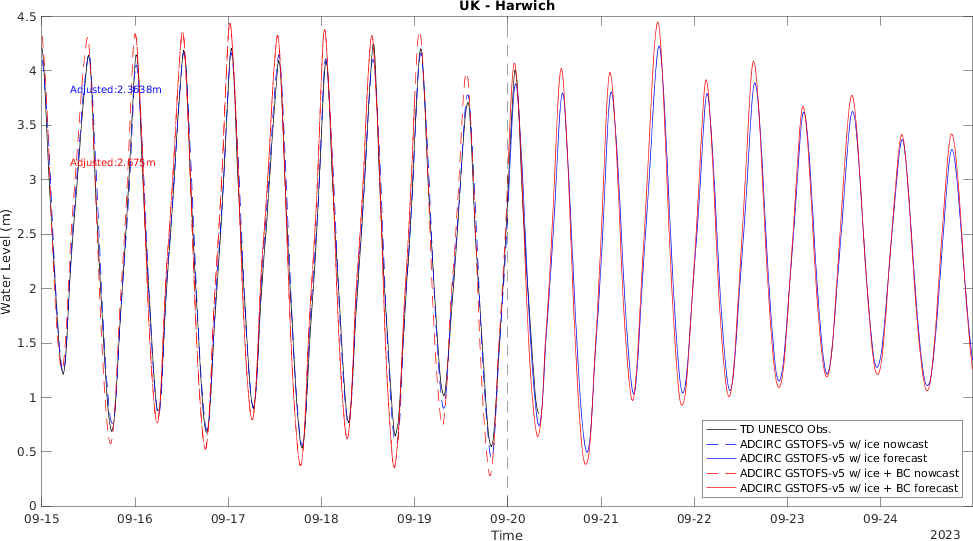 UK - Harwich
4.5
4
3.5
3
2.5
2
1.5
1
0.5
0
Water Level (m)
Adjusted:2.3638m
Adjusted:2.675m
TD UNESCO Obs.
ADCIRC GSTOFS-v5 w/ ice nowcast
ADCIRC GSTOFS-v5 w/ ice forecast
ADCIRC GSTOFS-v5 w/ ice + BC nowcast
ADCIRC GSTOFS-v5 w/ ice + BC forecast
09-15 09-16 09-17 09-18 09-19 09-20 09-21 09-22 09-23 09-24
Time
2023